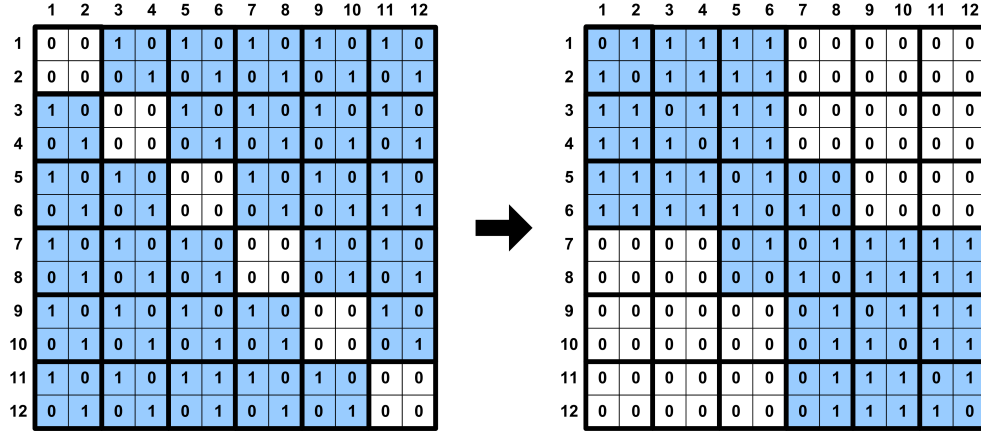 1 2 3 4 5 6 7 8 9 10 11 12 1 2 3 4 5 6 7 8 9 10 11 12
1 0 0 1 0 1 0 1 0 1 0 1 0 1 0 1 1 1 1 1 0 0 0 0 0 0
2 0 0 0 1 0 1 0 1 0 1 0 1 2 1 0 1 1 1 1 0 0 0 0 0 0
3 1 0 0 0 1 0 1 0 1 0 1 0 3 1 1 0 1 1 1 0 0 0 0 0 0
4 0 1 0 0 0 1 0 1 0 1 0 1 4 1 1 1 0 1 1 0 0 0 0 0 0
5 1 0 1 0 0 0 1 0 1 0 1 0 5 1 1 1 1 0 1 0 0 0 0 0 0
6 0 1 0 1 0 0 0 1 0 1 1 1 6 1 1 1 1 1 0 1 0 0 0 0 0
7 1 0 1 0 1 0 0 0 1 0 1 0 7 0 0 0 0 0 1 0 1 1 1 1 1
8 0 1 0 1 0 1 0 0 0 1 0 1 8 0 0 0 0 0 0 1 0 1 1 1 1
9 1 0 1 0 1 0 1 0 0 0 1 0 9 0 0 0 0 0 0 0 1 0 1 1 1
10 0 1 0 1 0 1 0 1 0 0 0 1 10 0 0 0 0 0 0 0 1 1 0 1 1
11 1 0 1 0 1 1 1 0 1 0 0 0 11 0 0 0 0 0 0 0 1 1 1 0 1
12 0 1 0 1 0 1 0 1 0 1 0 0 12 0 0 0 0 0 0 0 1 1 1 1 0